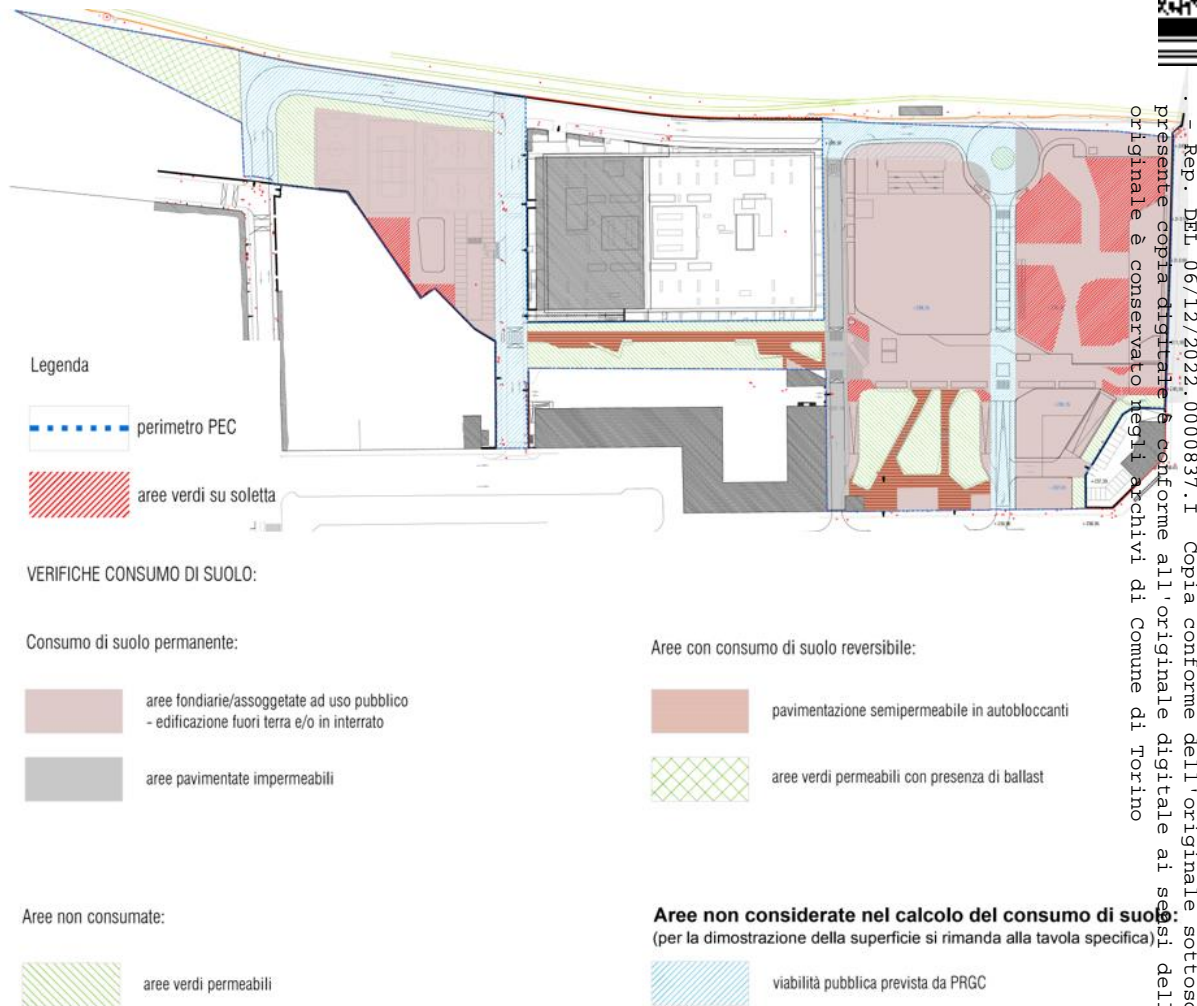 Legenda
perimetro PEC
aree verdi su soletta
VERIFICHE CONSUMO DI SUOLO:
Consumo di suolo permanente:
aree fondiarie/assoggetate ad uso pubblico
- edificazione fuori terra e/o in interrato
aree pavimentate impermeabili
Aree con consumo di suolo reversibile:
pavimentazione semipermeabile in autobloccanti
aree verdi permeabili con presenza di ballast
Aree non consumate:
aree verdi permeabili
Aree non considerate nel calcolo del consumo di suolo:
(per la dimostrazione della superficie si rimanda alla tavola specifica)
viabilità pubblica prevista da PRGC
. - Rep. DEL 06/12/2022.0000837.I Copia conforme dell'originale sottosc
presente copia digitale è conforme all'originale digitale ai sensi dell
originale è conservato negli archivi di Comune di Torino